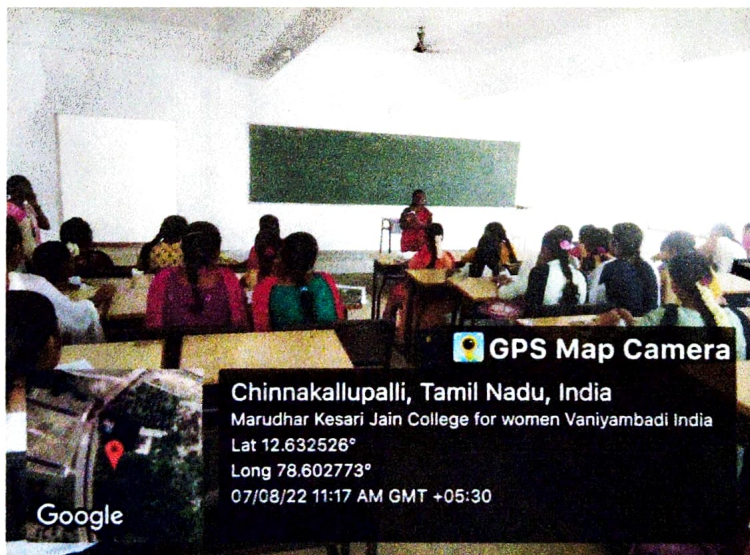 GPS Map Camera
Chinnakallupalli, Tamil Nadu, India
Marudhar Kesari Jain College for women Vaniyambadi India
Lat 12.632526°
Long 78.602773°
07/08/22 11:17 AM GMT +05:30
Google